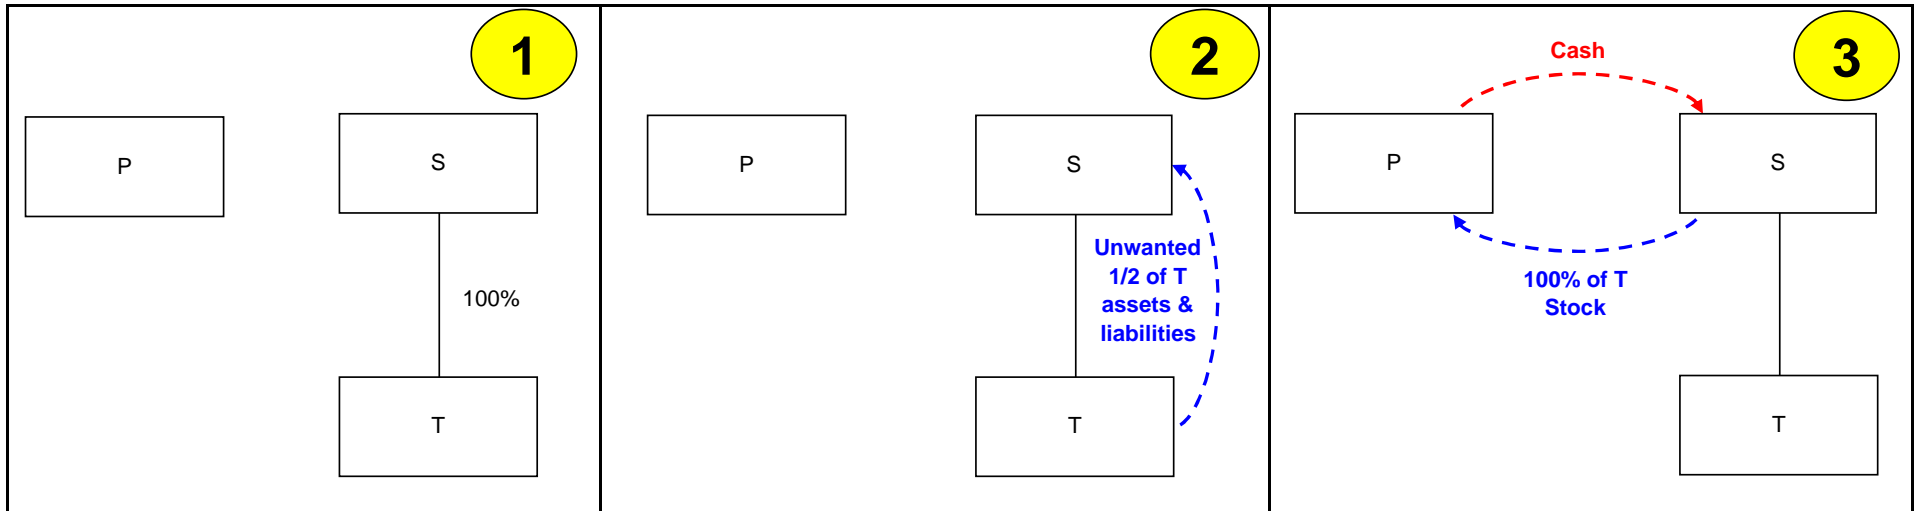 1
P
S
100%
T
2
P
S
Unwanted
1/2 of T
assets &
liabilities
T
3
Cash
P
S
100% of T
Stock
T